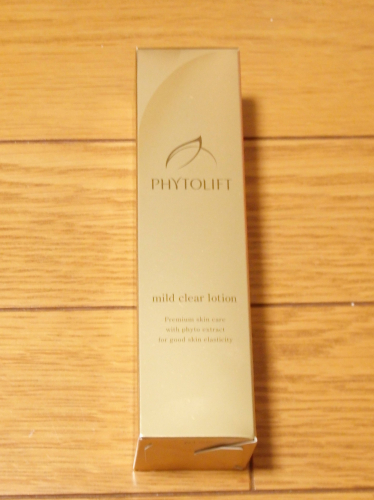 PHYTOLIFT
mild clear lotion
Premium skin care
with phyto extract
for good skin elasticity